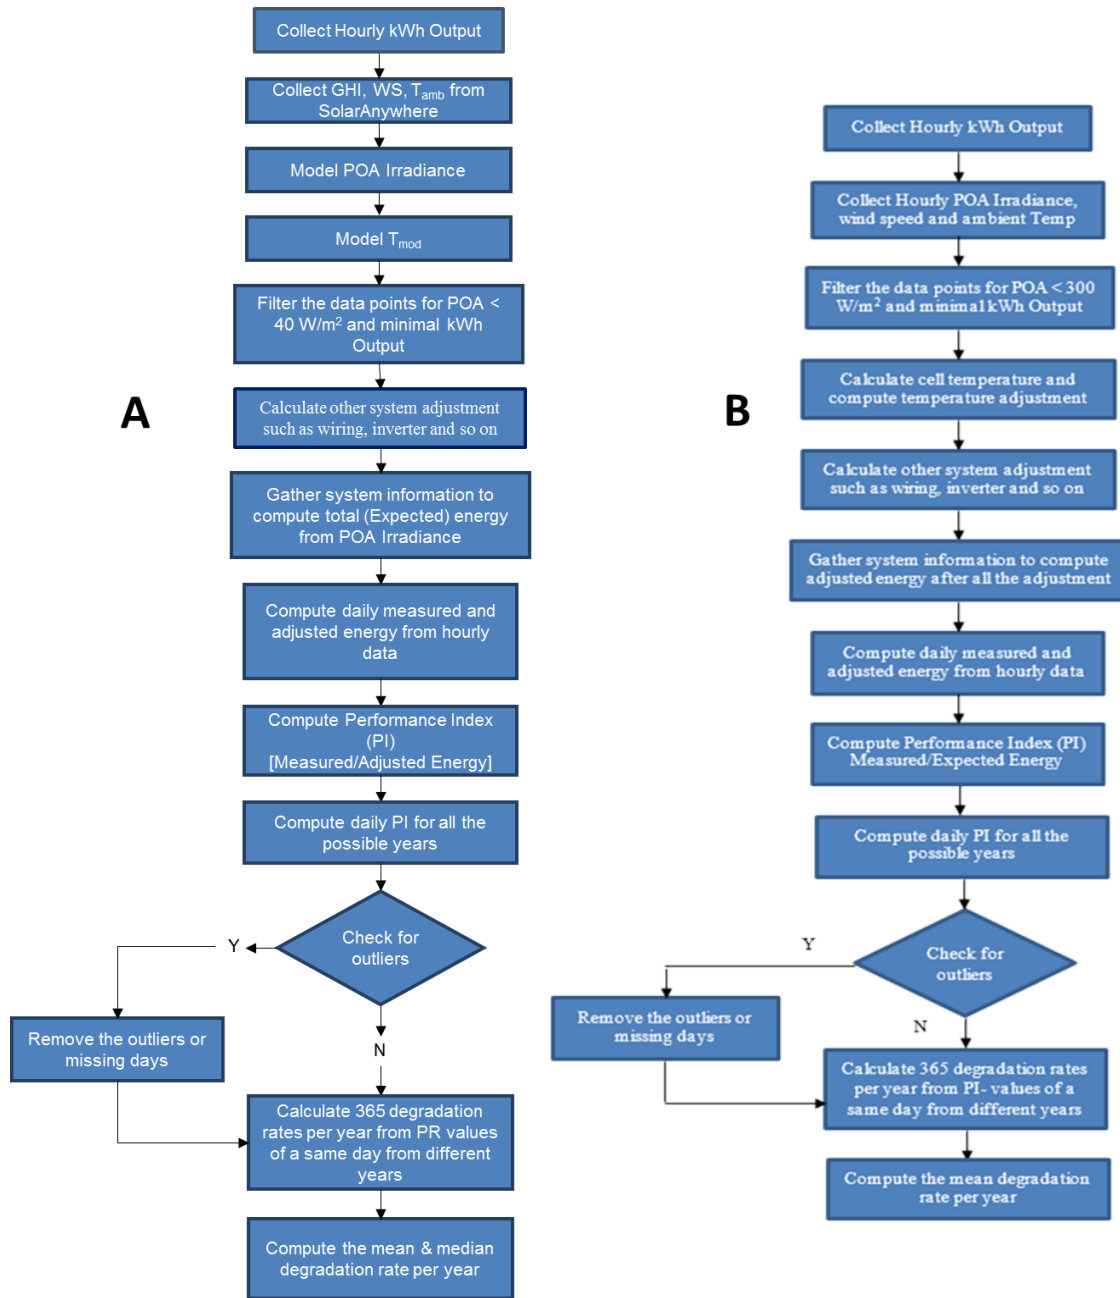 Collect Hourly kWh Output
Collect GHI, WS, Tamb from
SolarAnywhere
Model POA Irradiance
Model Tmod
Filter the data points for POA <
40 W/m² and minimal kWh
Output
A
Calculate other system adjustment
such as wiring, inverter and so on
Gather system information to
compute total (Expected) energy
from POA Irradiance
Compute daily measured and
adjusted energy from hourly
data
Compute Performance Index
(PI)
[Measured/Adjusted Energy]
Compute daily PI for all the
possible years
Check for
outliers
Y
Remove the outliers or
missing days
N
Calculate 365 degradation
rates per year from PR values
of a same day from different
years
Compute the mean & median
degradation rate per year
Collect Hourly kWh Output
Collect Hourly POA Irradiance,
wind speed and ambient Temp
Filter the data points for POA < 300
W/m² and minimal kWh Output
B
Calculate cell temperature and
compute temperature adjustment
Calculate other system adjustment
such as wiring, inverter and so on
Gather system information to compute
adjusted energy after all the adjustment
Compute daily measured and
adjusted energy from hourly data
Compute Performance Index (PI)
Measured/Expected Energy
Compute daily PI for all the
possible years
Check for
outliers
Y
Remove the outliers or
missing days
N
Calculate 365 degradation rates
per year from PI- values of a
same day from different years
Compute the mean degradation
rate per year